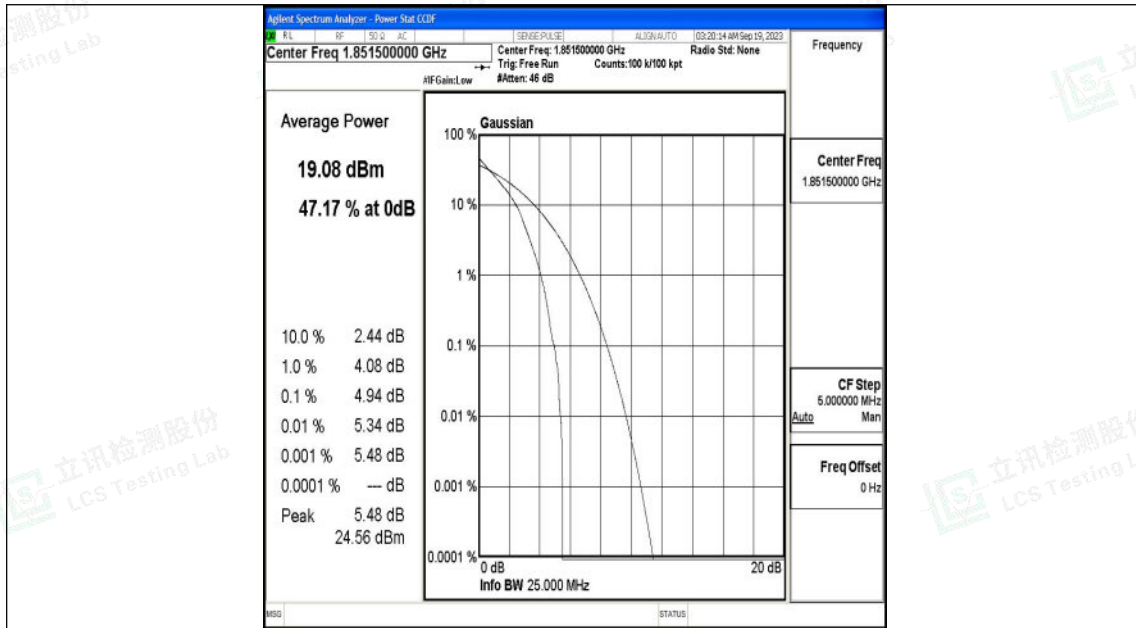 Agilent Spectrum Analyzer - Power Stat CCDF
RL RF 50 Ω AC SENSE:PULSE ALIGNAUTO 03:20:14 AM Sep 19, 2023
Center Freq 1.851500000 GHz
Center Freq: 1.851500000 GHz
Radio Std: None
Trig: Free Run Counts:100 k/100 kpt
#IFGain:Low
#Atten: 46 dB
Frequency
Average Power
19.08 dBm
47.17 % at 0dB
10.0 % 2.44 dB
1.0 % 4.08 dB
0.1 % 4.94 dB
0.01 % 5.34 dB
0.001 % 5.48 dB
0.0001 % --- dB
Peak 5.48 dB
24.56 dBm
Gaussian
100 %
10 %
1 %
0.1 %
0.01 %
0.001 %
0.0001 %
0 dB 20 dB
Info BW 25.000 MHz
Center Freq
1.851500000 GHz
CF Step
5.000000 MHz
Auto Man
Freq Offset
0 Hz
MSG STATUS
立讯检测股份
LCS Testing Lab